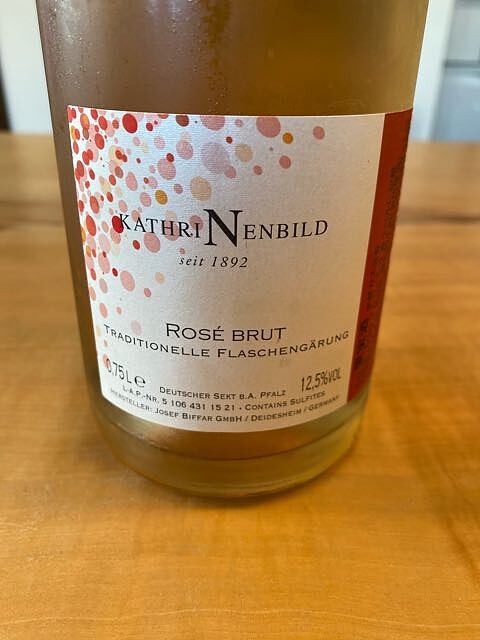 KATHRINENBILD
seit 1892
ROSÉ BRUT
TRADITIONELLE FLASCHENGÄRUNG
0,75 L e 12,5%VOL
DEUTSCHER SEKT B.A. PFALZ
L-A.P.-NR. 5 106 431 15 21 - CONTAINS SULFITES
HERSTELLER: JOSEF BIFFAR GMBH / DEIDESHEIM / GERMANY